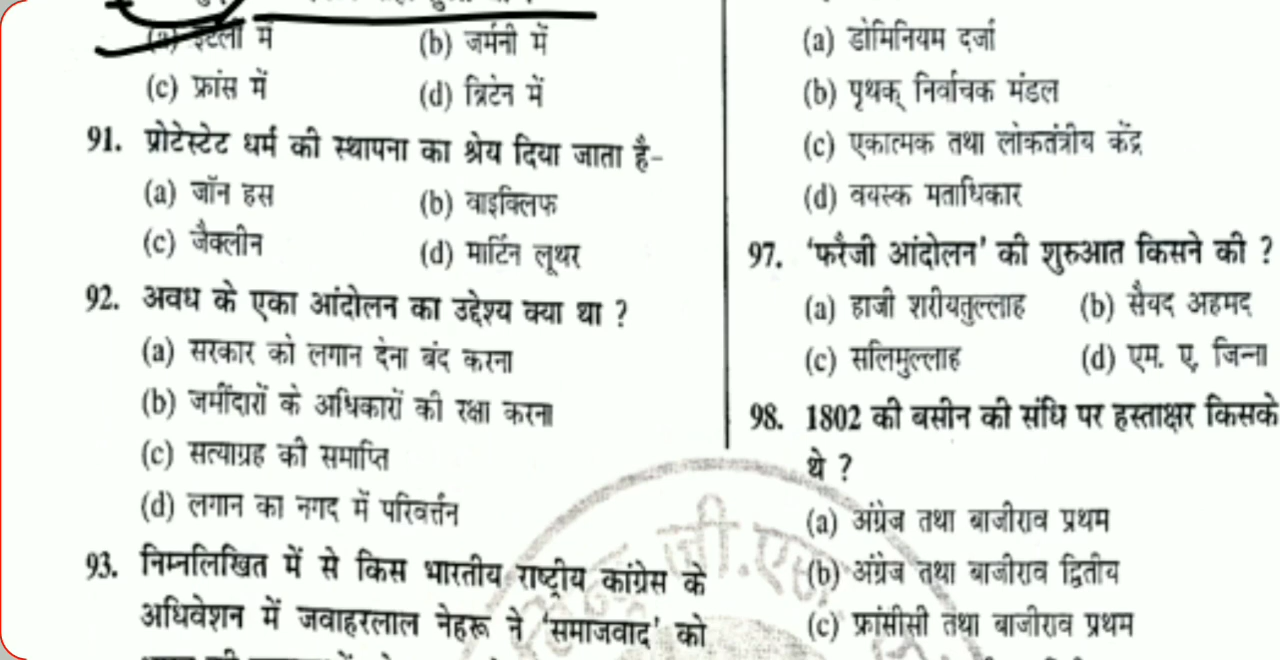 (a) इटली में
(b) जर्मनी में
(c) फ्रांस में
(d) ब्रिटेन में
91. प्रोटेस्टेट धर्म की स्थापना का श्रेय दिया जाता है-
(a) जॉन हस
(b) वाइक्लिफ
(c) जैक्लीन
(d) मार्टिन लूथर
92. अवध के एका आंदोलन का उद्देश्य क्या था ?
(a) सरकार को लगान देना बंद करना
(b) जमींदारों के अधिकारों की रक्षा करना
(c) सत्याग्रह की समाप्ति
(d) लगान का नगद में परिवर्त्तन
93. निम्नलिखित में से किस भारतीय राष्ट्रीय कांग्रेस के
अधिवेशन में जवाहरलाल नेहरू ने 'समाजवाद' को
(a) डोमिनियम दर्जा
(b) पृथक् निर्वाचक मंडल
(c) एकात्मक तथा लोकतंत्रीय केंद्र
(d) वयस्क मताधिकार
97. 'फरैजी आंदोलन' की शुरुआत किसने की ?
(a) हाजी शरीयतुल्लाह
(b) सैयद अहमद
(c) सलिमुल्लाह
(d) एम. ए. जिन्ना
98. 1802 की बसीन की संधि पर हस्ताक्षर किसके
थे ?
(a) अंग्रेज तथा बाजीराव प्रथम
(b) अंग्रेज तथा बाजीराव द्वितीय
(c) फ्रांसीसी तथा बाजीराव प्रथम
जी.एस.